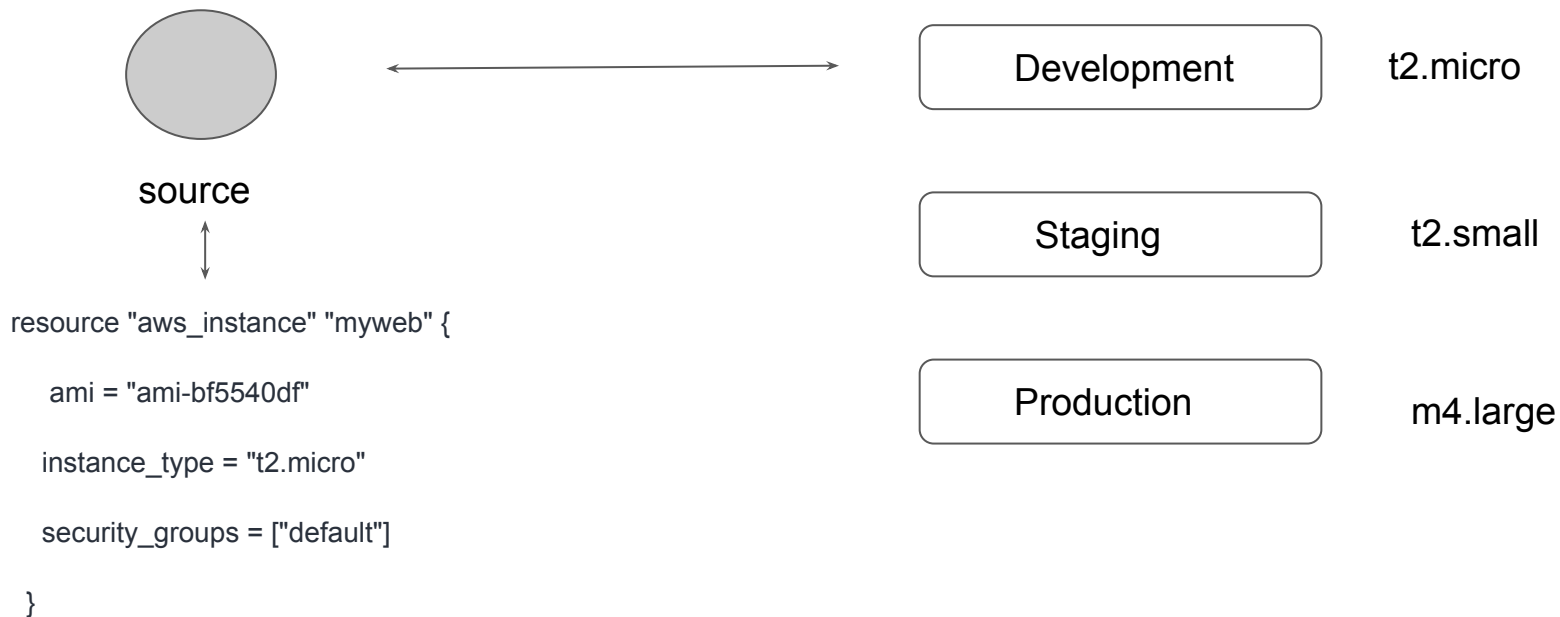 Development t2.micro
source
Staging t2.small
resource "aws_instance" "myweb" {
ami = "ami-bf5540df"
Production m4.large
instance_type = "t2.micro"
security_groups = ["default"]
}